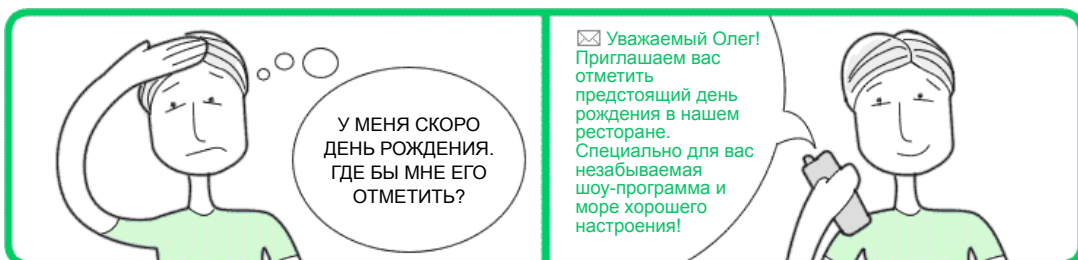 У МЕНЯ СКОРО
ДЕНЬ РОЖДЕНИЯ.
ГДЕ БЫ МНЕ ЕГО
ОТМЕТИТЬ?
Уважаемый Олег!
Приглашаем вас
отметить
предстоящий день
рождения в нашем
ресторане.
Специально для вас
незабываемая
шоу-программа и
море хорошего
настроения!